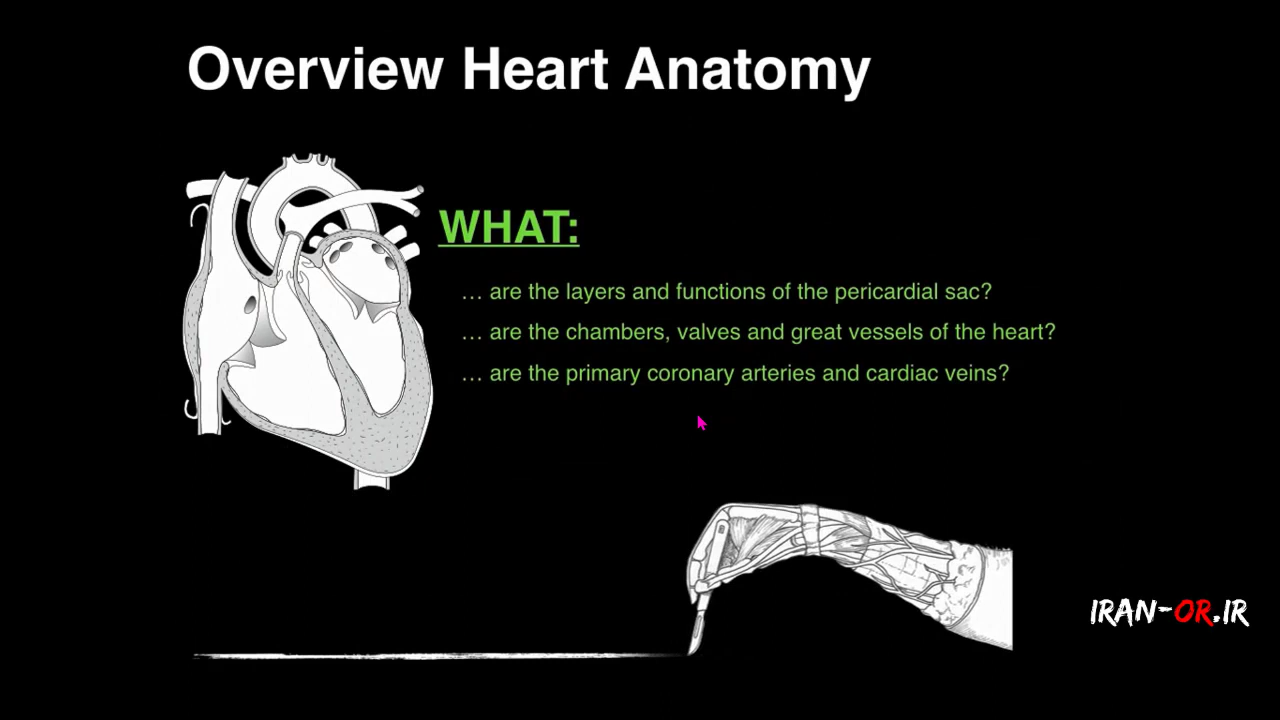 Overview Heart Anatomy
WHAT:
… are the layers and functions of the pericardial sac?
… are the chambers, valves and great vessels of the heart?
… are the primary coronary arteries and cardiac veins?
IRAN-OR.IR